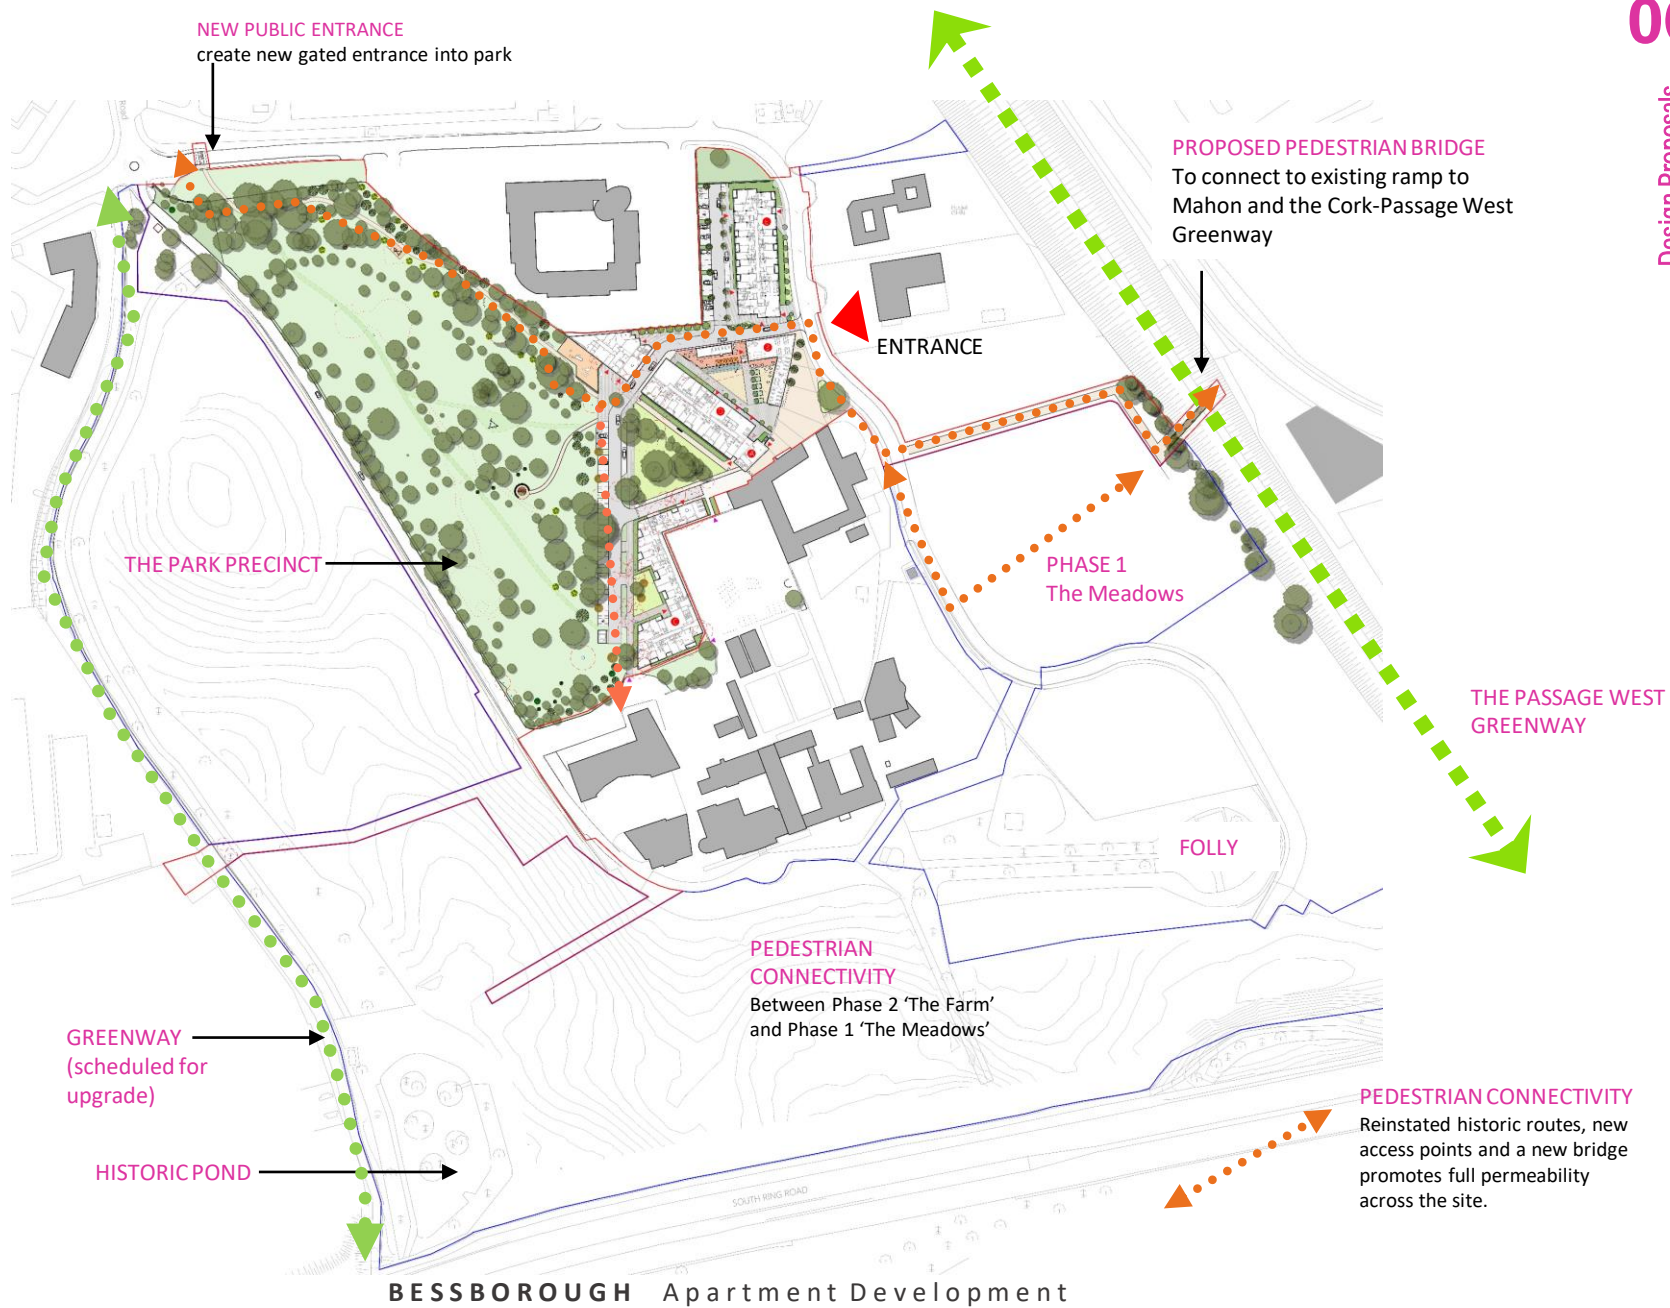 NEW PUBLIC ENTRANCE
create new gated entrance into park
Design Proposals
Road
PROPOSED PEDESTRIAN BRIDGE
To connect to existing ramp to
Mahon and the Cork-Passage West
Greenway
ENTRANCE
THE PARK PRECINCT
PHASE 1
The Meadows
THE PASSAGE WEST
GREENWAY
FOLLY
PEDESTRIAN
CONNECTIVITY
Between Phase 2 ‘The Farm’
and Phase 1 ‘The Meadows’
GREENWAY
(scheduled for
upgrade)
HISTORIC POND
SOUTH RING ROAD
PEDESTRIAN CONNECTIVITY
Reinstated historic routes, new
access points and a new bridge
promotes full permeability
across the site.
BESSBOROUGH Apartment Development